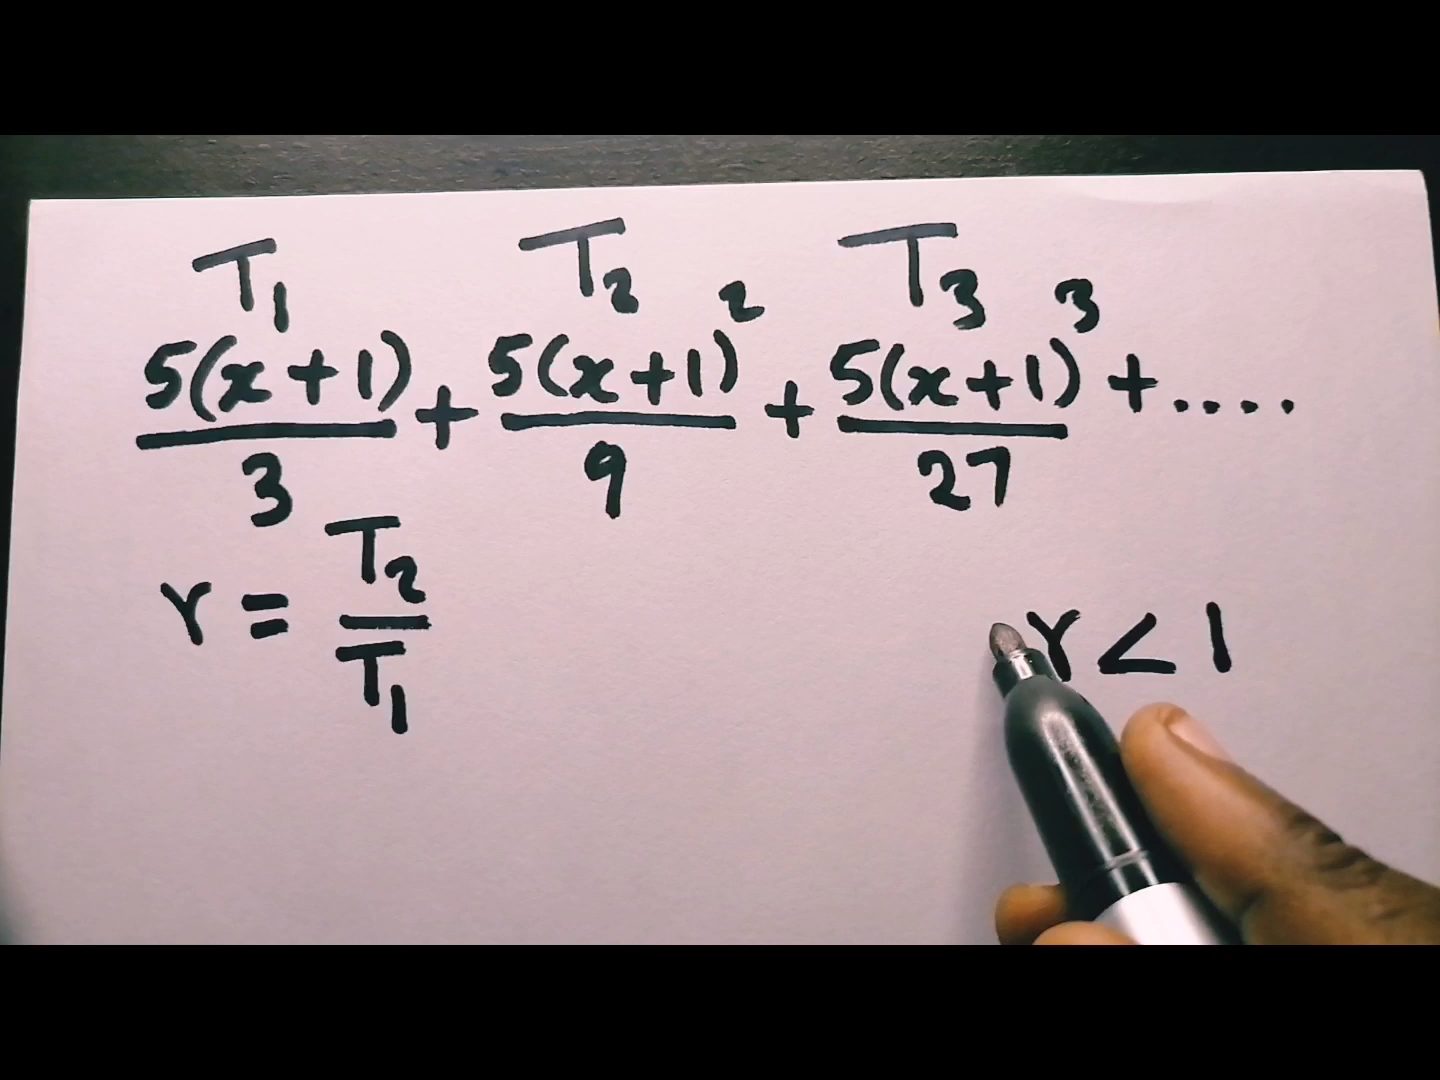 T₁ T₂ T₃
5(x+1)/3 + 5(x+1)²/9 + 5(x+1)³/27 + ....
r = T₂/T₁
r < 1